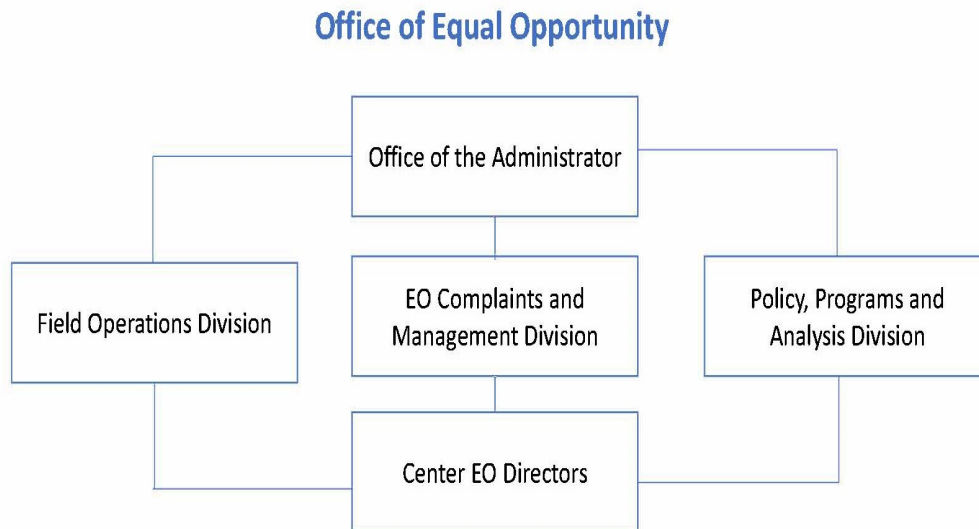 Office of Equal Opportunity
Office of the Administrator
Field Operations Division
EO Complaints and
Management Division
Policy, Programs and
Analysis Division
Center EO Directors